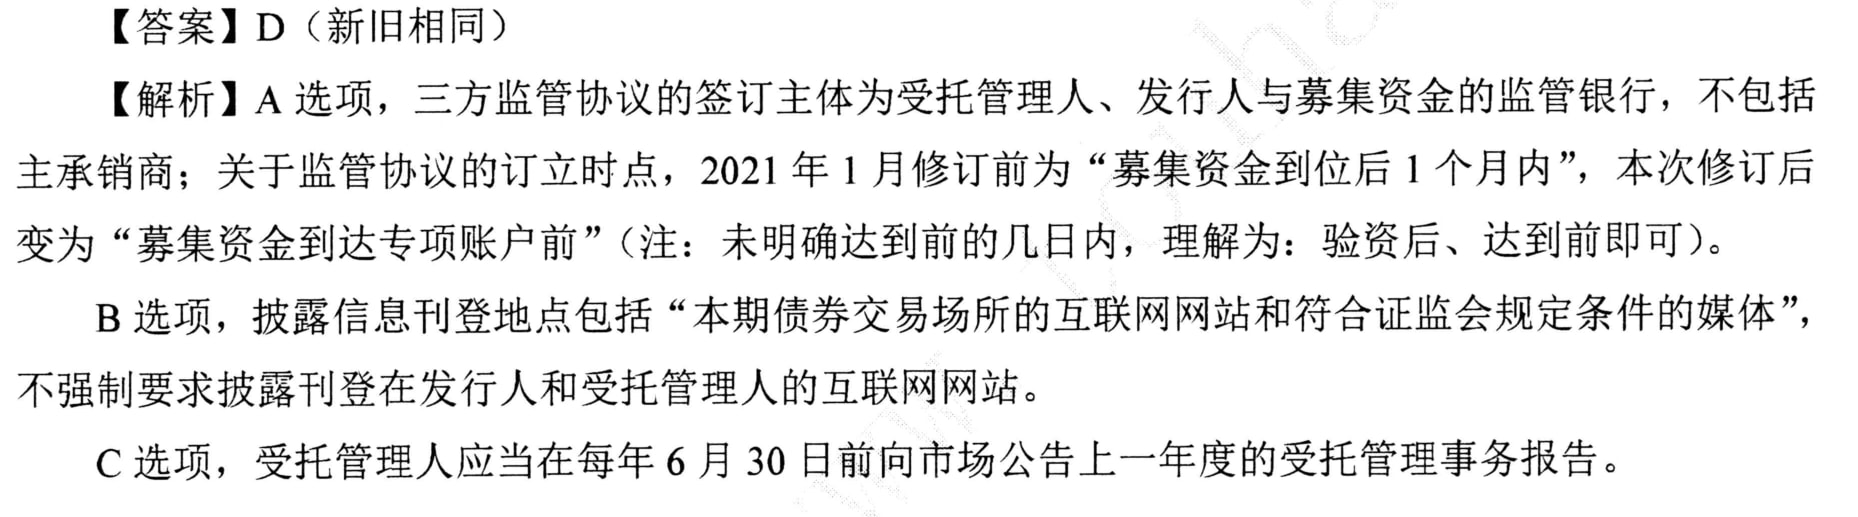 【答案】D（新旧相同）
【解析】A 选项，三方监管协议的签订主体为受托管理人、发行人与募集资金的监管银行，不包括
主承销商；关于监管协议的订立时点，2021 年 1 月修订前为“募集资金到位后 1 个月内”，本次修订后
变为“募集资金到达专项账户前”（注：未明确达到前的几日内，理解为：验资后、达到前即可）。
B 选项，披露信息刊登地点包括“本期债券交易场所的互联网网站和符合证监会规定条件的媒体”，
不强制要求披露刊登在发行人和受托管理人的互联网网站。
C 选项，受托管理人应当在每年 6 月 30 日前向市场公告上一年度的受托管理事务报告。